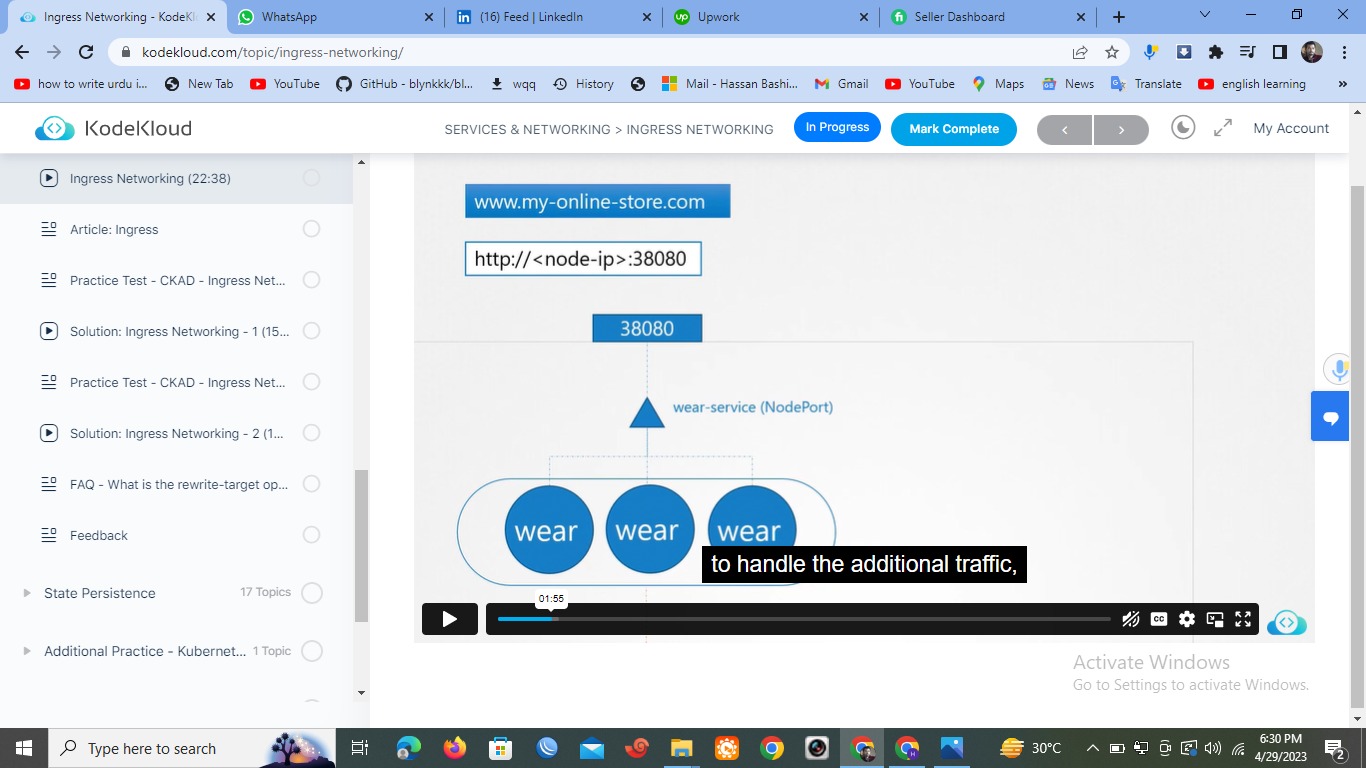 Ingress Networking - KodeKl
WhatsApp
(16) Feed | LinkedIn
Upwork
Seller Dashboard
kodekloud.com/topic/ingress-networking/
how to write urdu i...
New Tab
YouTube
GitHub - blynkkk/bl...
wqq
History
Mail - Hassan Bashi...
Gmail
YouTube
Maps
News
Translate
english learning
KodeKloud
SERVICES & NETWORKING > INGRESS NETWORKING
In Progress
Mark Complete
My Account
Ingress Networking (22:38)
Article: Ingress
Practice Test - CKAD - Ingress Net...
Solution: Ingress Networking - 1 (15...
Practice Test - CKAD - Ingress Net...
Solution: Ingress Networking - 2 (1...
FAQ - What is the rewrite-target op...
Feedback
State Persistence
17 Topics
Additional Practice - Kubernet...
1 Topic
www.my-online-store.com
http://<node-ip>:38080
38080
wear-service (NodePort)
wear
wear
wear
to handle the additional traffic,
01:55
CC
Activate Windows
Go to Settings to activate Windows.
Type here to search
30°C
6:30 PM
4/29/2023
2